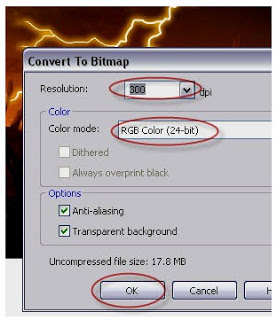 Convert To Bitmap
Resolution: 300 dpi
Color
Color mode: RGB Color (24-bit)
Dithered
Always overprint black
Options
Anti-aliasing
Transparent background
Uncompressed file size: 17.8 MB
OK Cancel H